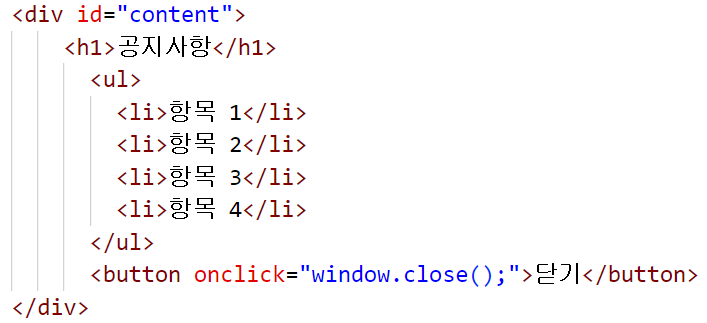 <div id="content">
<h1>공지사항</h1>
<ul>
<li>항목 1</li>
<li>항목 2</li>
<li>항목 3</li>
<li>항목 4</li>
</ul>
<button onclick="window.close();">닫기</button>
</div>